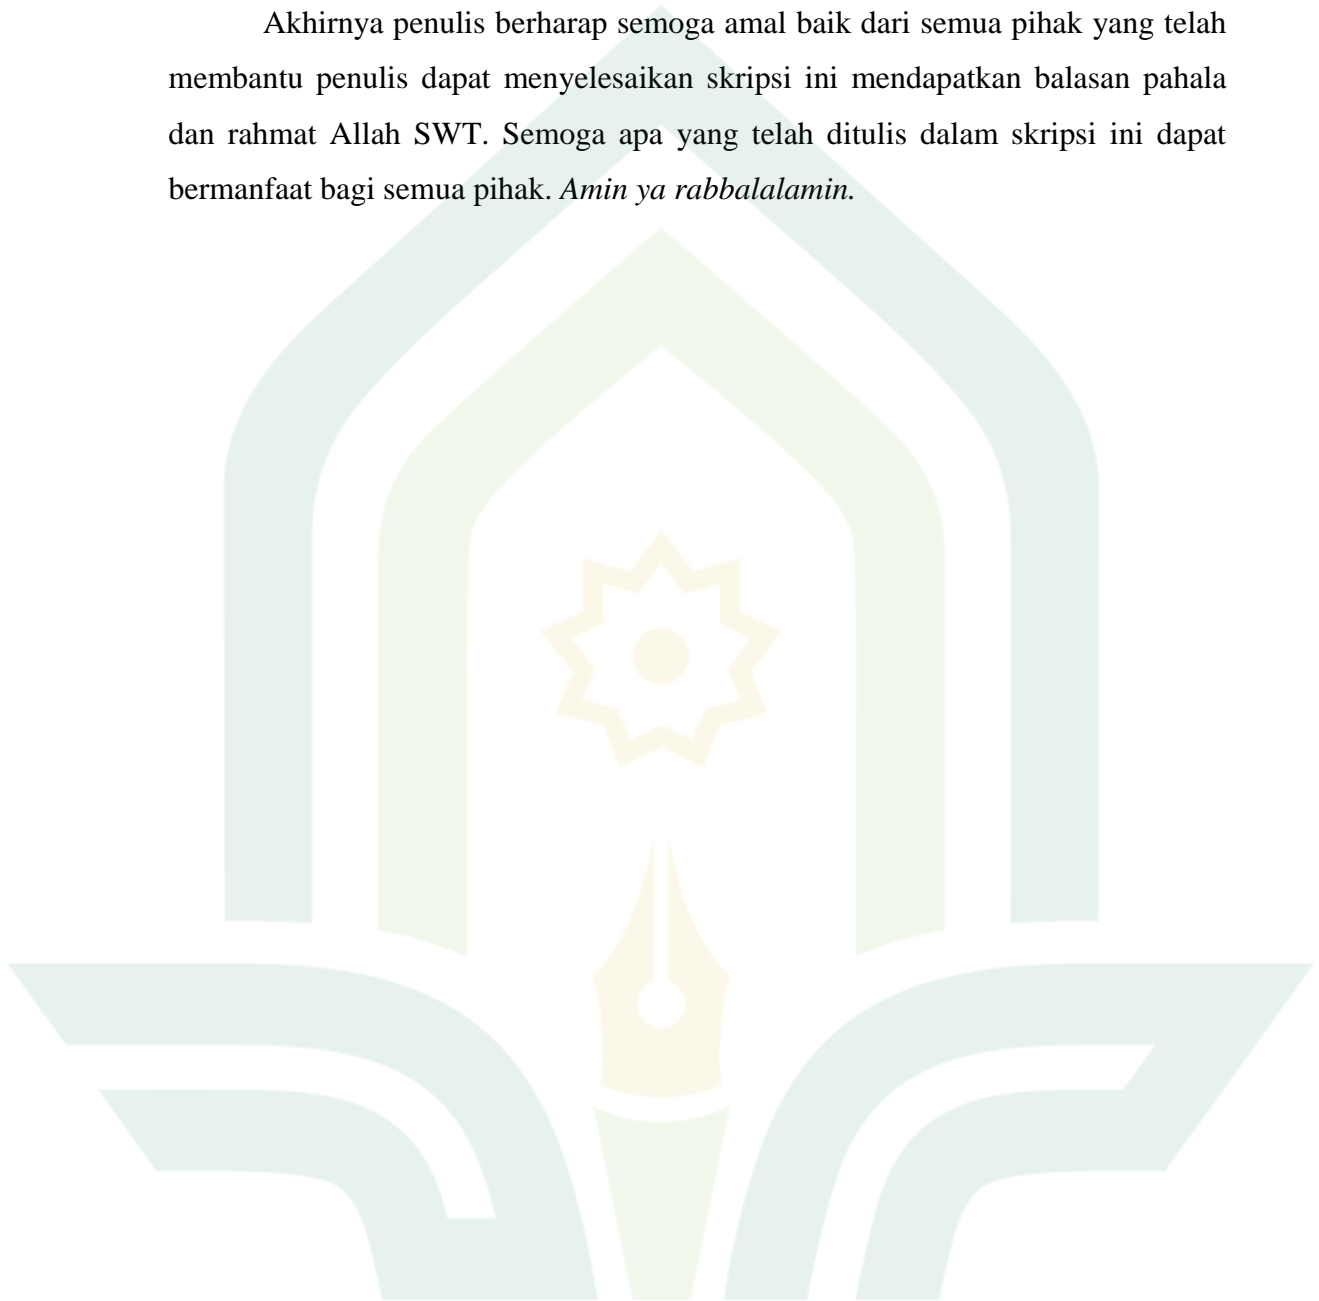 Akhirnya penulis berharap semoga amal baik dari semua pihak yang telah
membantu penulis dapat menyelesaikan skripsi ini mendapatkan balasan pahala
dan rahmat Allah SWT. Semoga apa yang telah ditulis dalam skripsi ini dapat
bermanfaat bagi semua pihak. Amin ya rabbalalamin.